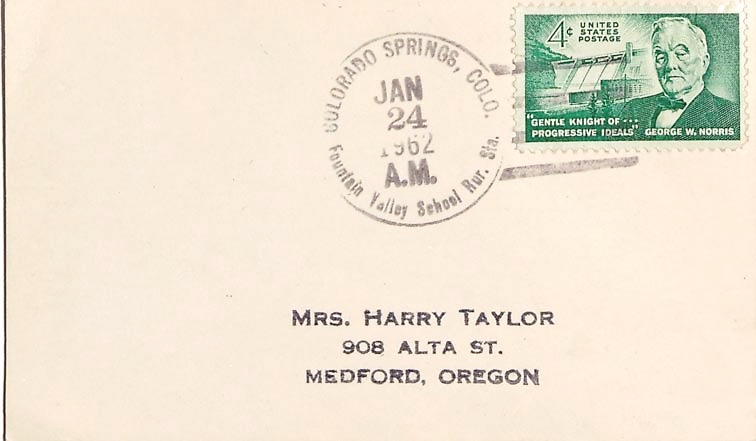 COLORADO SPRINGS, COLO.
JAN
24
1962
A.M.
Fountain Valley School Rur. Sta.
4¢ UNITED
STATES
POSTAGE
"GENTLE KNIGHT OF ...
PROGRESSIVE IDEALS" GEORGE W. NORRIS
MRS. HARRY TAYLOR
908 ALTA ST.
MEDFORD, OREGON